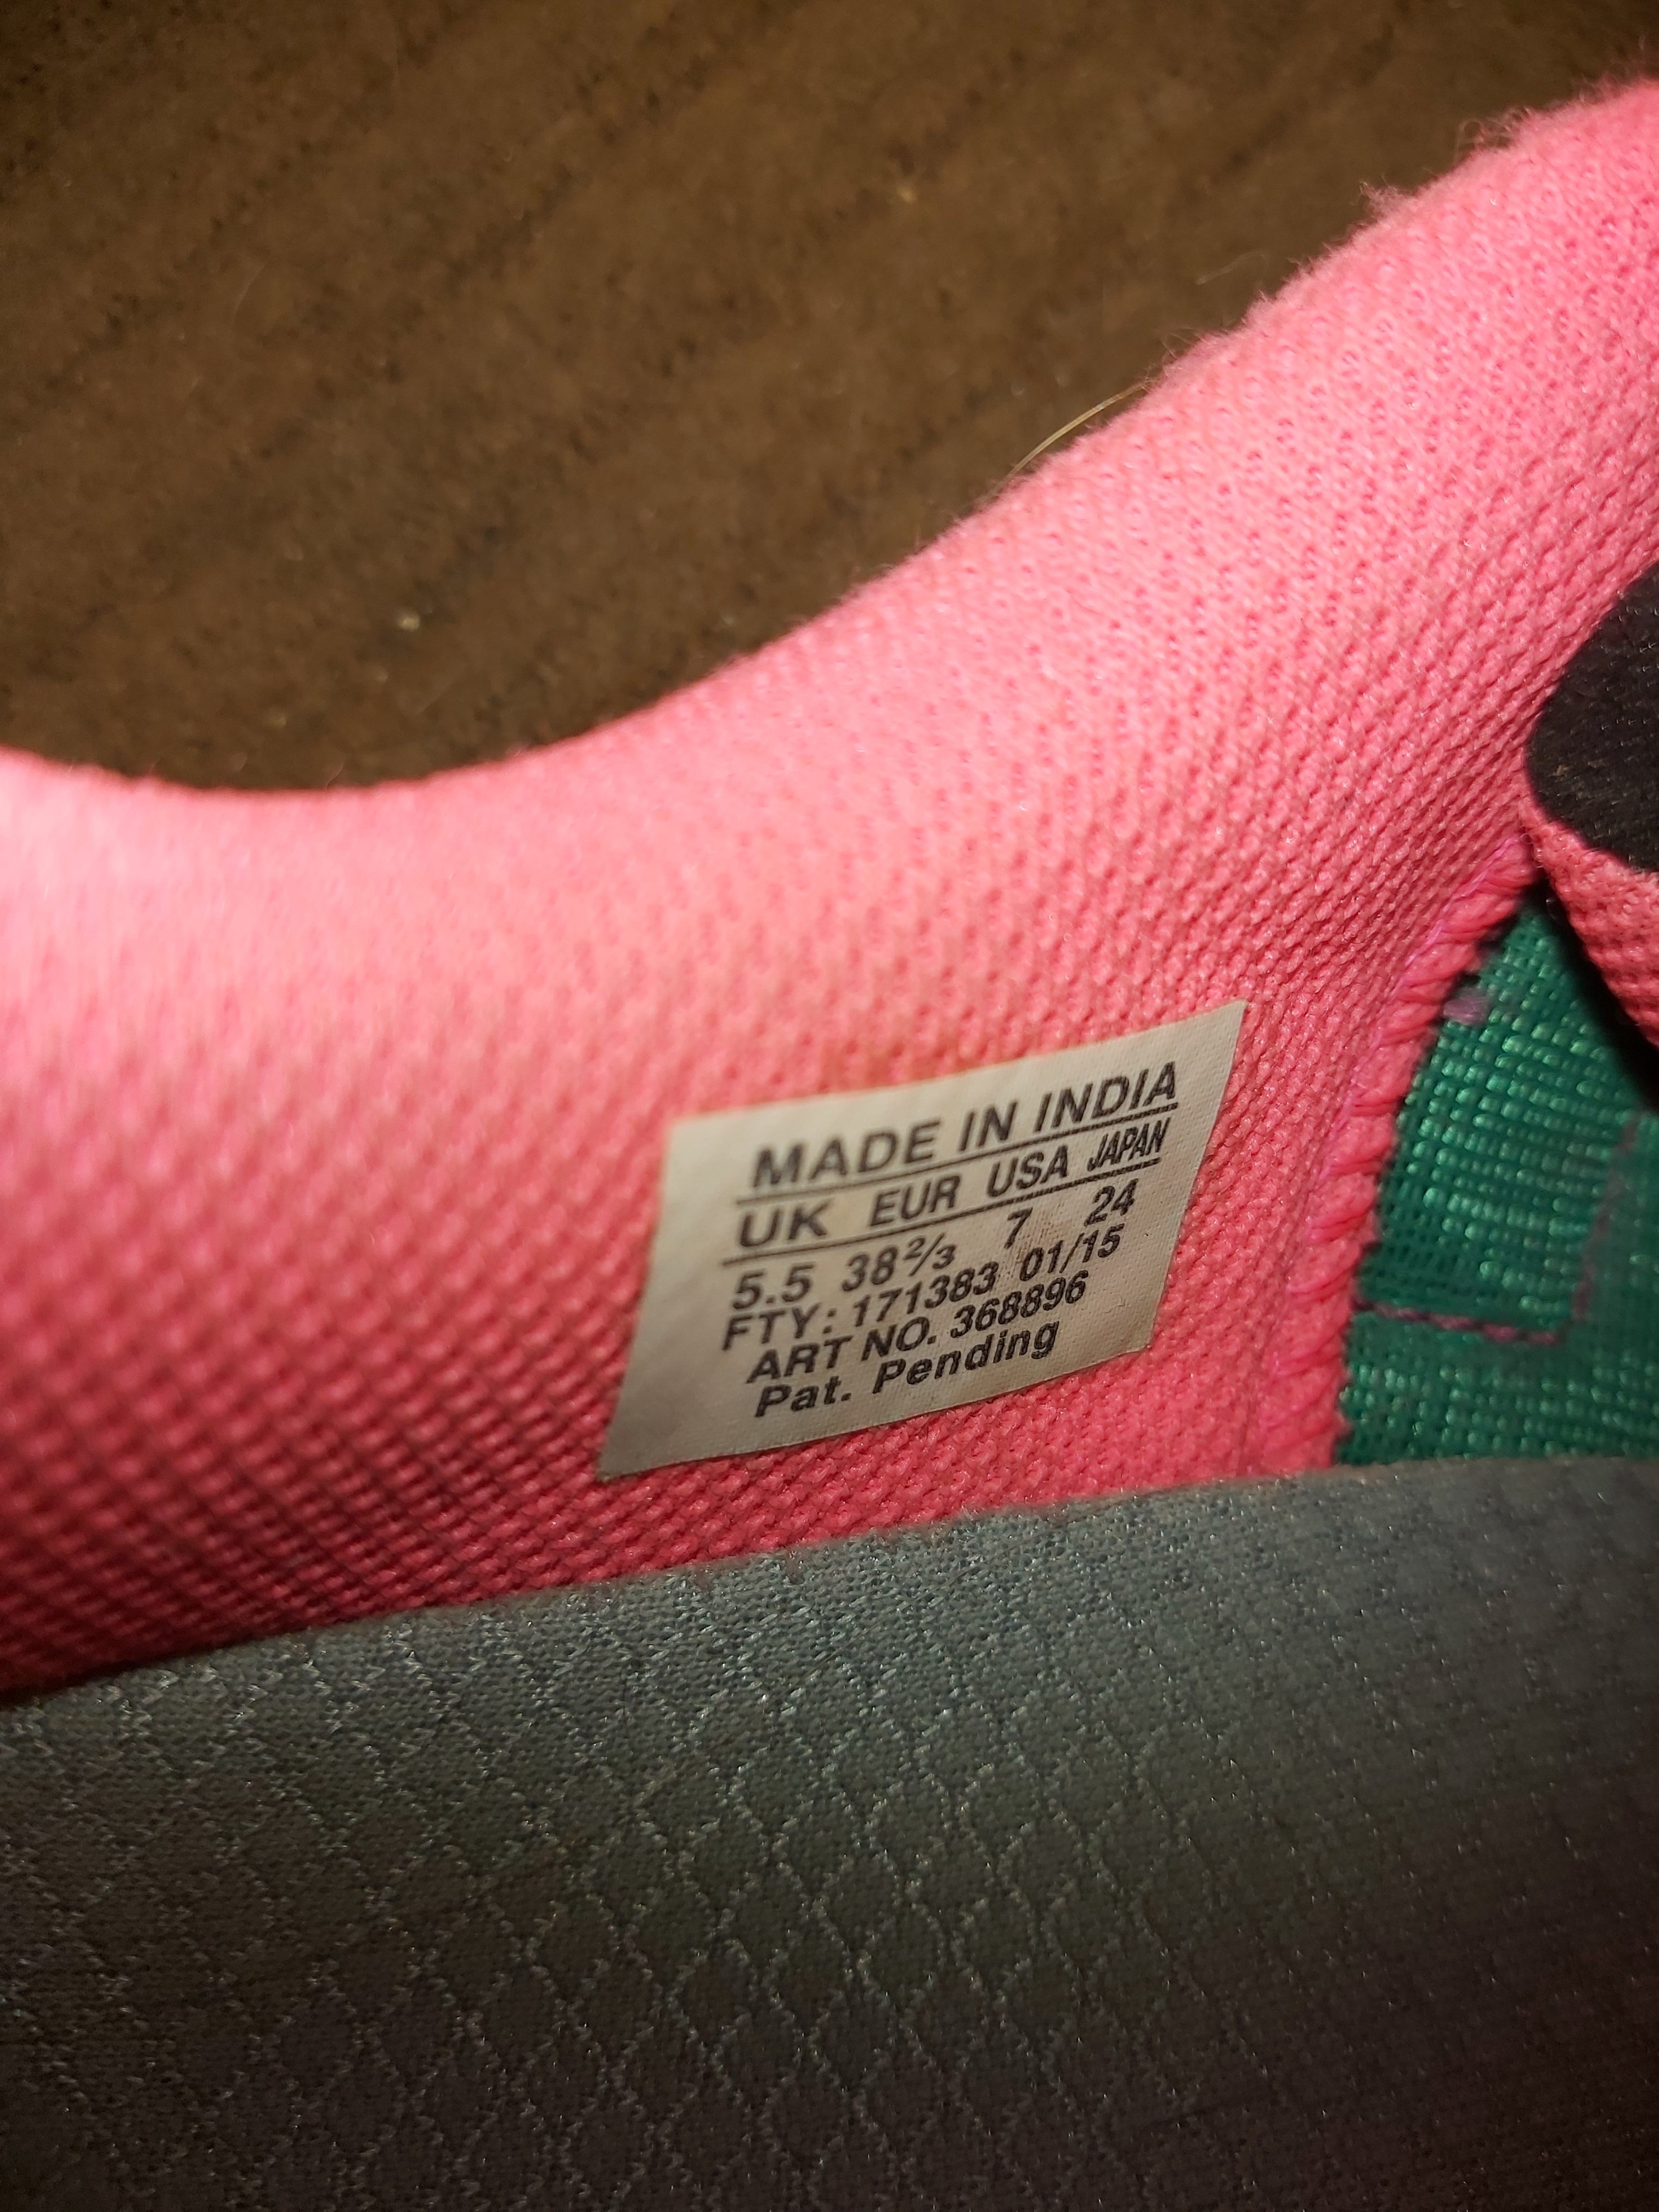 MADE IN INDIA
UK EUR USA JAPAN
5.5 38⅔ 7 24
FTY: 171383 01/15
ART NO. 368896
Pat. Pending